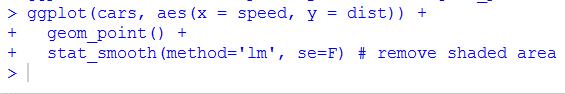 > ggplot(cars, aes(x = speed, y = dist)) +
+   geom_point() +
+   stat_smooth(method='lm', se=F) # remove shaded area
>